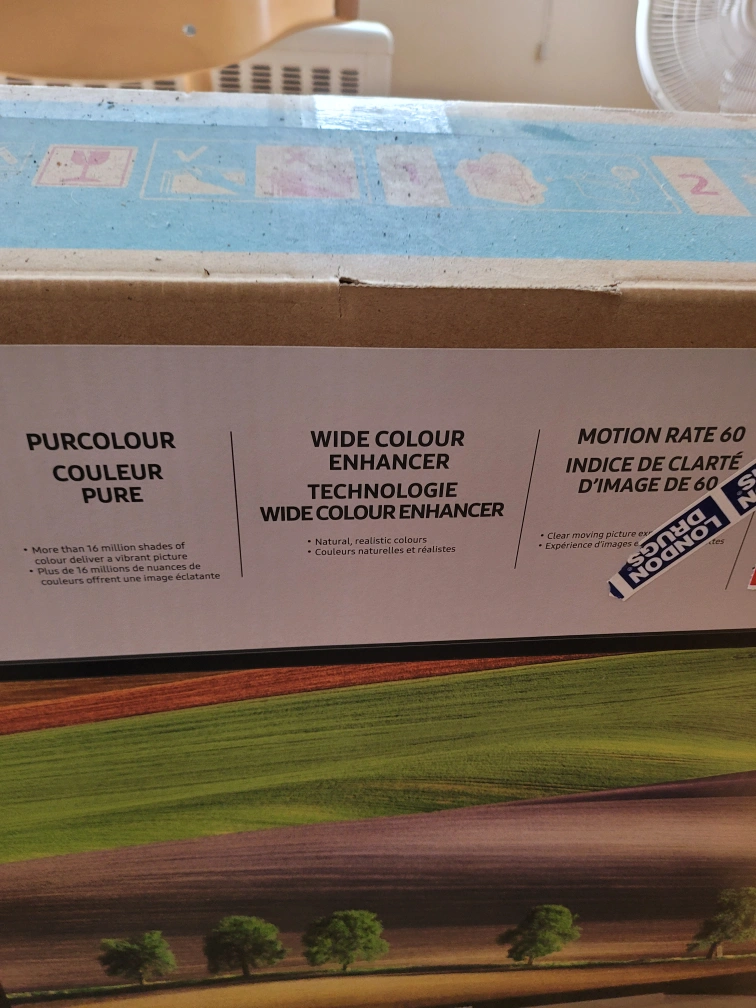 2
PURCOLOUR
COULEUR
PURE
• More than 16 million shades of
colour deliver a vibrant picture
• Plus de 16 millions de nuances de
couleurs offrent une image éclatante
WIDE COLOUR
ENHANCER
TECHNOLOGIE
WIDE COLOUR ENHANCER
• Natural, realistic colours
• Couleurs naturelles et réalistes
MOTION RATE 60
INDICE DE CLARTÉ
D'IMAGE DE 60
• Clear moving picture
• Expérience d'images
LONDON
DRUGS